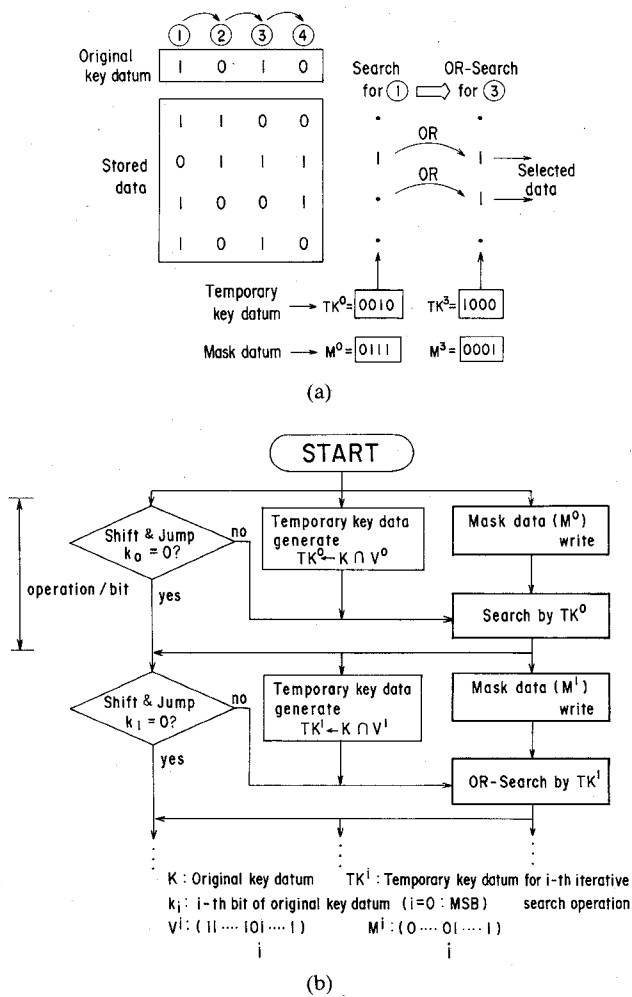 ① ② ③ ④
Original key datum
1 0 1 0
Search for ① OR-Search for ③
Stored data
1 1 0 0
0 1 1 1
1 0 0 1
1 0 1 0
OR
1 1
OR
1
Selected data
Temporary key datum → TK⁰= 0010 TK³= 1000
Mask datum → M⁰= 0111 M³= 0001
(a)
START
Shift & Jump
k₀ = 0?
no
yes
Temporary key data
generate
TK⁰ ← K ∩ V⁰
Mask data (M⁰)
write
operation / bit
Search by TK⁰
Shift & Jump
k₁ = 0?
no
yes
Temporary key data
generate
TK¹ ← K ∩ V¹
Mask data (M¹)
write
OR-Search by TK¹
K : Original key datum TKⁱ : Temporary key datum for i-th iterative
kᵢ : i-th bit of original key datum (i=0 : MSB) search operation
Vⁱ : (11 ···· 101 ···· 1) Mⁱ : (0 ···· 01 ···· 1)
i i
(b)